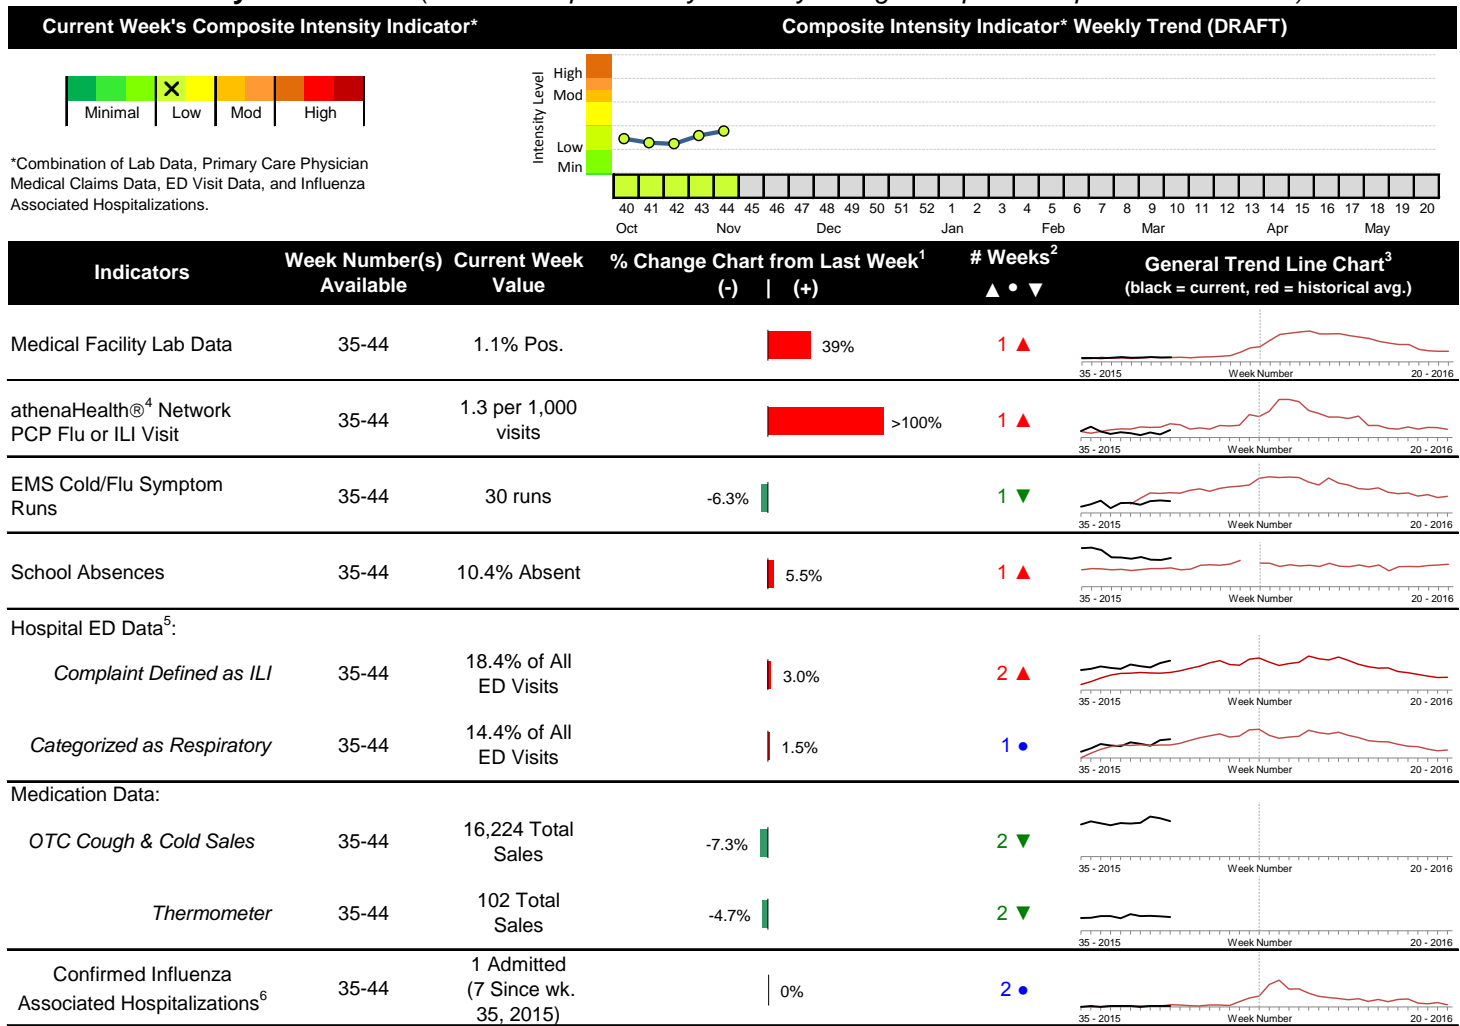 Current Week's Composite Intensity Indicator*
Composite Intensity Indicator* Weekly Trend (DRAFT)
Minimal Low Mod High
*Combination of Lab Data, Primary Care Physician
Medical Claims Data, ED Visit Data, and Influenza
Associated Hospitalizations.
Intensity Level
High
Mod
Low
Min
40 41 42 43 44 45 46 47 48 49 50 51 52 1 2 3 4 5 6 7 8 9 10 11 12 13 14 15 16 17 18 19 20
Oct Nov Dec Jan Feb Mar Apr May
Indicators
Week Number(s)
Available
Current Week
Value
% Change Chart from Last Week1
(-) | (+)
# Weeks2
▲ ● ▼
General Trend Line Chart3
(black = current, red = historical avg.)
Medical Facility Lab Data
35-44
1.1% Pos.
39%
1 ▲
35 - 2015 Week Number 20 - 2016
athenaHealth®4 Network
PCP Flu or ILI Visit
35-44
1.3 per 1,000
visits
>100%
1 ▲
35 - 2015 Week Number 20 - 2016
EMS Cold/Flu Symptom
Runs
35-44
30 runs
-6.3%
1 ▼
35 - 2015 Week Number 20 - 2016
School Absences
35-44
10.4% Absent
5.5%
1 ▲
35 - 2015 Week Number 20 - 2016
Hospital ED Data5:
Complaint Defined as ILI
35-44
18.4% of All
ED Visits
3.0%
2 ▲
35 - 2015 Week Number 20 - 2016
Categorized as Respiratory
35-44
14.4% of All
ED Visits
1.5%
1 ●
35 - 2015 Week Number 20 - 2016
Medication Data:
OTC Cough & Cold Sales
35-44
16,224 Total
Sales
-7.3%
2 ▼
35 - 2015 Week Number 20 - 2016
Thermometer
35-44
102 Total
Sales
-4.7%
2 ▼
35 - 2015 Week Number 20 - 2016
Confirmed Influenza
Associated Hospitalizations6
35-44
1 Admitted
(7 Since wk.
35, 2015)
0%
2 ●
35 - 2015 Week Number 20 - 2016